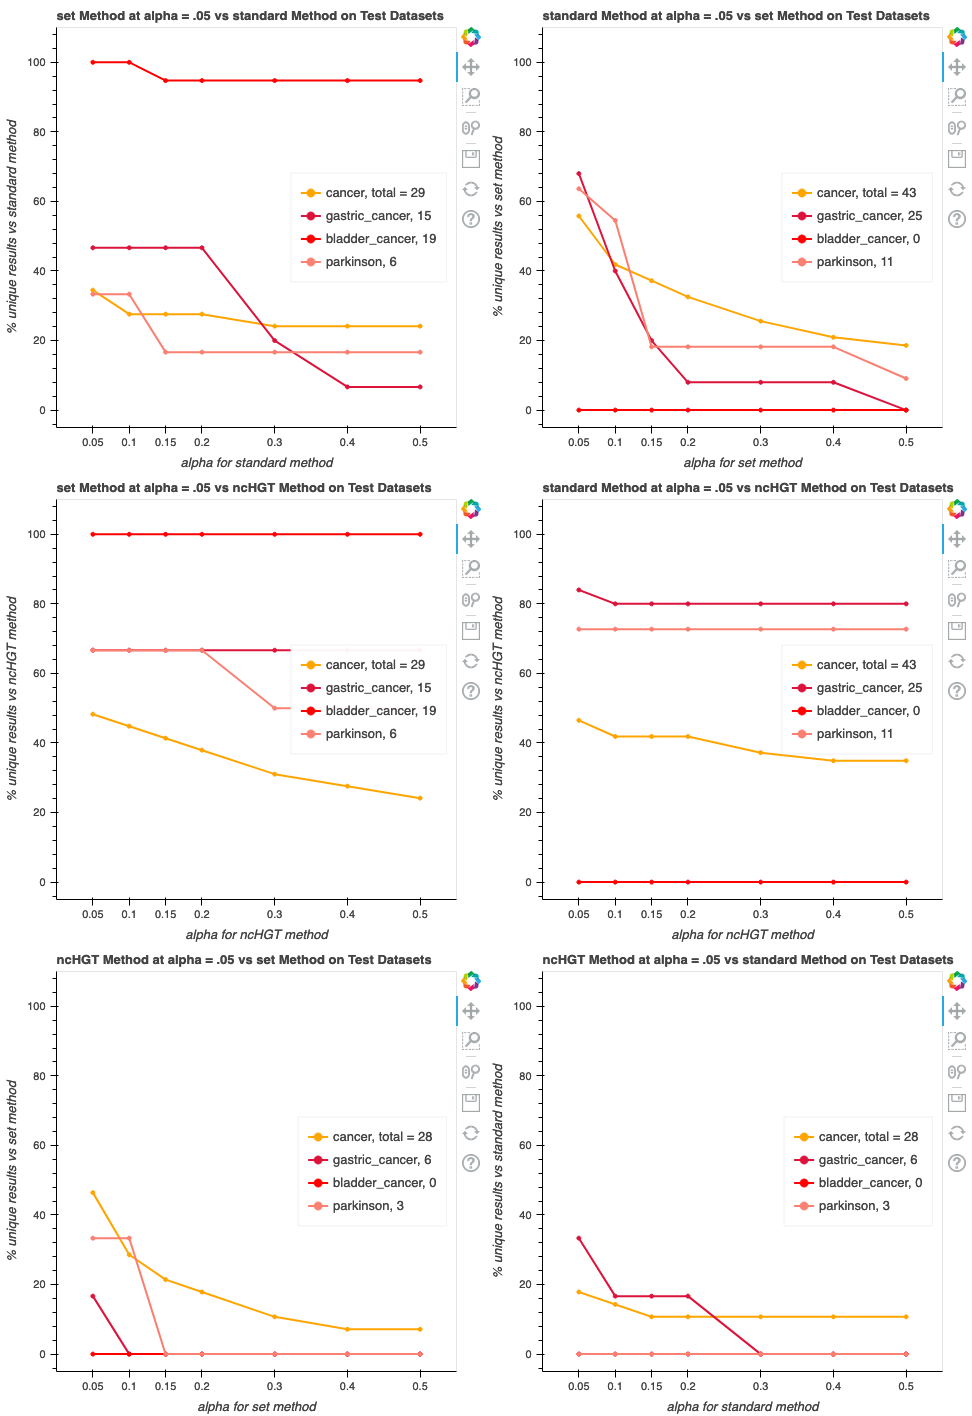 set Method at alpha = .05 vs standard Method on Test Datasets
% unique results vs standard method
100
80
60
40
20
0
cancer, total = 29
gastric_cancer, 15
bladder_cancer, 19
parkinson, 6
0.05 0.1 0.15 0.2 0.3 0.4 0.5
alpha for standard method
standard Method at alpha = .05 vs set Method on Test Datasets
% unique results vs set method
100
80
60
40
20
0
cancer, total = 43
gastric_cancer, 25
bladder_cancer, 0
parkinson, 11
0.05 0.1 0.15 0.2 0.3 0.4 0.5
alpha for set method
set Method at alpha = .05 vs ncHGT Method on Test Datasets
% unique results vs ncHGT method
100
80
60
40
20
0
cancer, total = 29
gastric_cancer, 15
bladder_cancer, 19
parkinson, 6
0.05 0.1 0.15 0.2 0.3 0.4 0.5
alpha for ncHGT method
standard Method at alpha = .05 vs ncHGT Method on Test Datasets
% unique results vs ncHGT method
100
80
60
40
20
0
cancer, total = 43
gastric_cancer, 25
bladder_cancer, 0
parkinson, 11
0.05 0.1 0.15 0.2 0.3 0.4 0.5
alpha for ncHGT method
ncHGT Method at alpha = .05 vs set Method on Test Datasets
% unique results vs set method
100
80
60
40
20
0
cancer, total = 28
gastric_cancer, 6
bladder_cancer, 0
parkinson, 3
0.05 0.1 0.15 0.2 0.3 0.4 0.5
alpha for set method
ncHGT Method at alpha = .05 vs standard Method on Test Datasets
% unique results vs standard method
100
80
60
40
20
0
cancer, total = 28
gastric_cancer, 6
bladder_cancer, 0
parkinson, 3
0.05 0.1 0.15 0.2 0.3 0.4 0.5
alpha for standard method